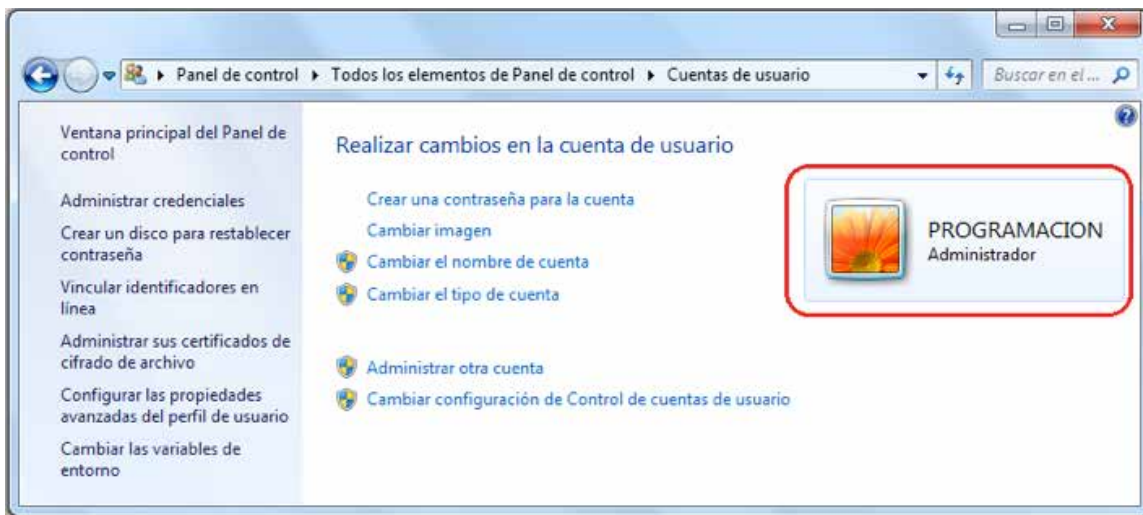 Panel de control ▸ Todos los elementos de Panel de control ▸ Cuentas de usuario
Buscar en el ...
Ventana principal del Panel de
control
Administrar credenciales
Crear un disco para restablecer
contraseña
Vincular identificadores en
línea
Administrar sus certificados de
cifrado de archivo
Configurar las propiedades
avanzadas del perfil de usuario
Cambiar las variables de
entorno
Realizar cambios en la cuenta de usuario
Crear una contraseña para la cuenta
Cambiar imagen
Cambiar el nombre de cuenta
Cambiar el tipo de cuenta
Administrar otra cuenta
Cambiar configuración de Control de cuentas de usuario
PROGRAMACION
Administrador